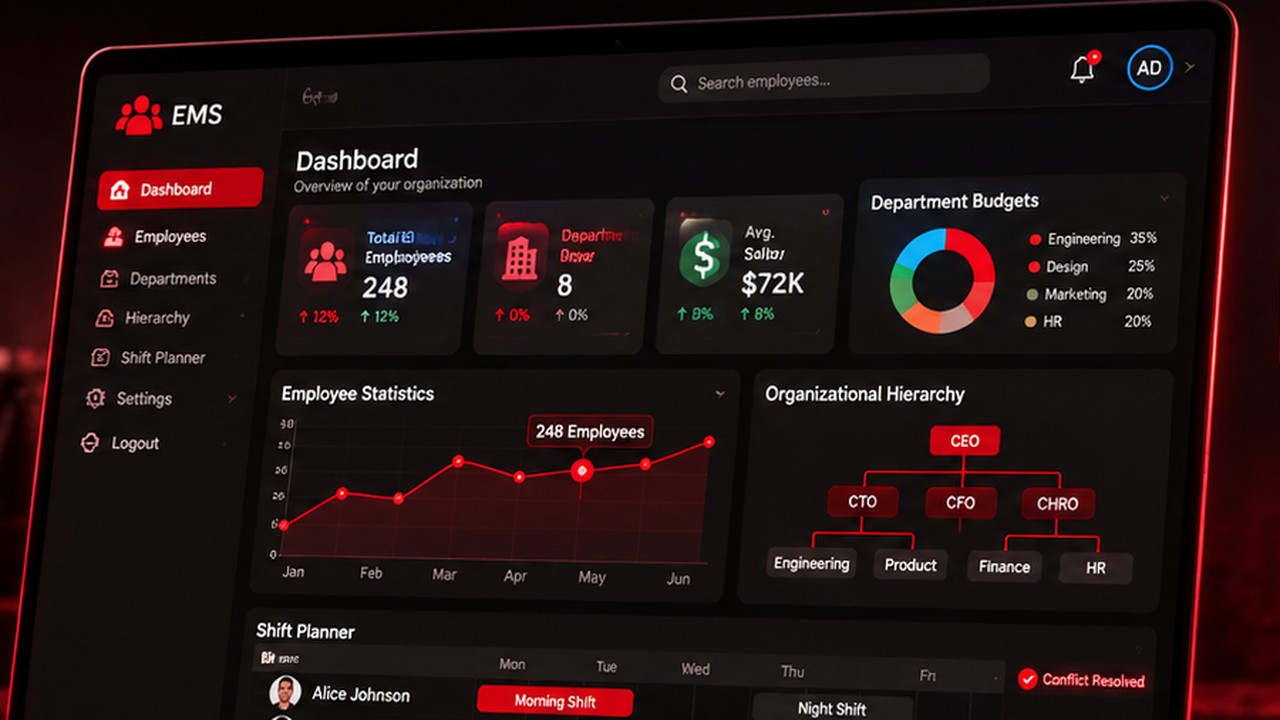 EMS
Search employees...
AD
Dashboard
Employees
Departments
Hierarchy
Shift Planner
Settings
Logout
Dashboard
Overview of your organization
248
↑ 12% ↑ 12%
8
↑ 0% ↑ 0%
Avg.
$72K
↑ 8%
Department Budgets
Engineering 35%
Design 25%
Marketing 20%
HR 20%
Employee Statistics
248 Employees
0
Jan Feb Mar Apr May Jun
Organizational Hierarchy
CEO
CTO CFO CHRO
Engineering Product Finance HR
Shift Planner
Mon Tue Wed Thu Fri
Conflict Resolved
Alice Johnson
Morning Shift
Night Shift